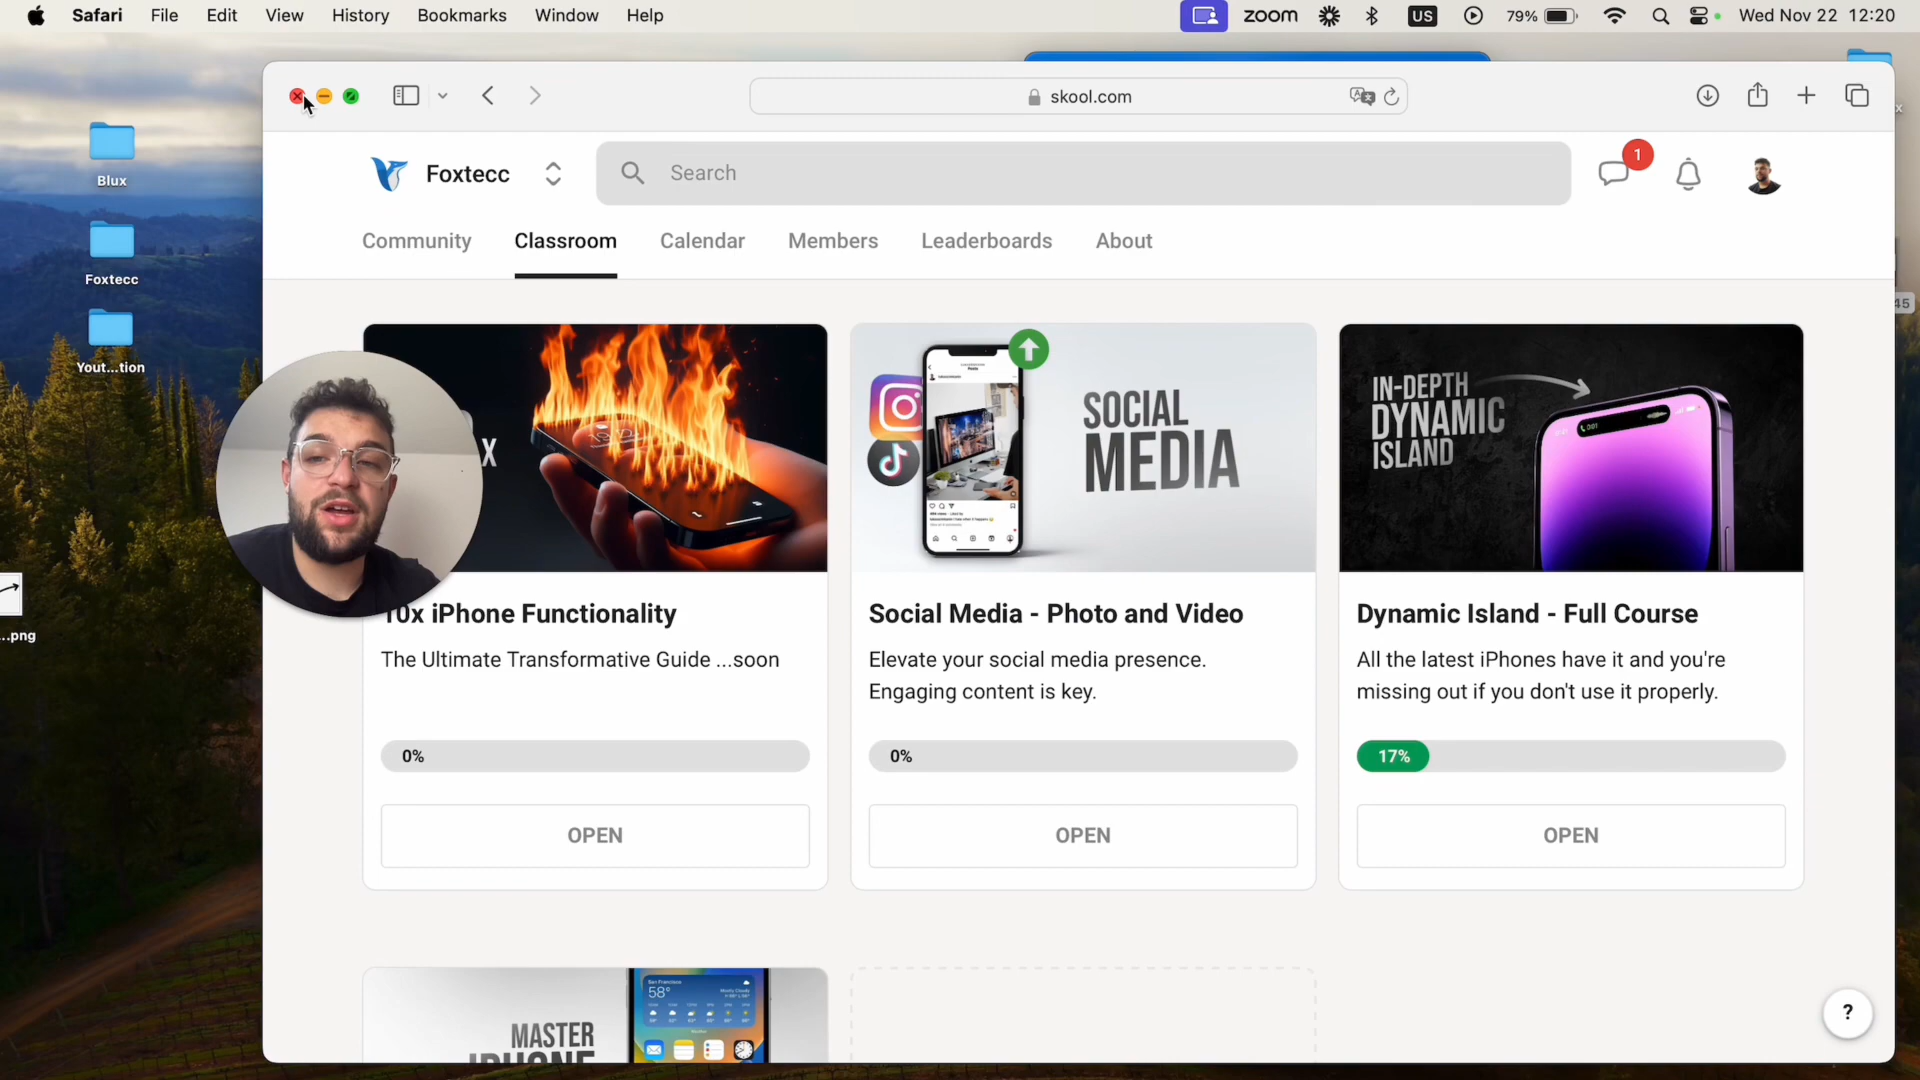 Safari File Edit View History Bookmarks Window Help
zoom US 79% Wed Nov 22 12:20
skool.com
Blux
Foxtecc
Yout...tion
...png
Foxtecc
Search
1
Community Classroom Calendar Members Leaderboards About
45
X
SOCIAL
MEDIA
IN-DEPTH
DYNAMIC
ISLAND
10x iPhone Functionality
The Ultimate Transformative Guide ...soon
0%
OPEN
Social Media - Photo and Video
Elevate your social media presence.
Engaging content is key.
0%
OPEN
Dynamic Island - Full Course
All the latest iPhones have it and you're
missing out if you don't use it properly.
17%
OPEN
MASTER
IPHONE
San Francisco
58°
?